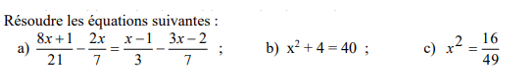 Résoudre les équations suivantes :
a) (8x+1)/21 − 2x/7 = (x−1)/3 − (3x−2)/7 ; b) x² + 4 = 40 ; c) x² = 16/49